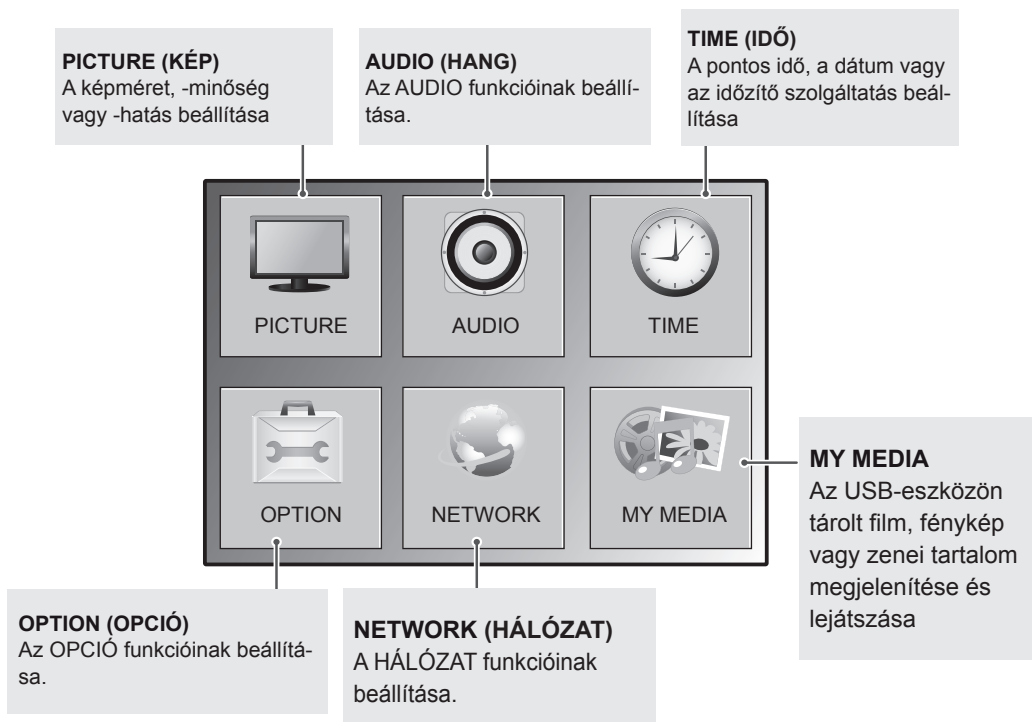 PICTURE (KÉP)
A képméret, -minőség
vagy -hatás beállítása
AUDIO (HANG)
Az AUDIO funkcióinak beállí-
tása.
TIME (IDŐ)
A pontos idő, a dátum vagy
az időzítő szolgáltatás beál-
lítása
PICTURE
AUDIO
TIME
OPTION
NETWORK
MY MEDIA
MY MEDIA
Az USB-eszközön
tárolt film, fénykép
vagy zenei tartalom
megjelenítése és
lejátszása
OPTION (OPCIÓ)
Az OPCIÓ funkcióinak beállítá-
sa.
NETWORK (HÁLÓZAT)
A HÁLÓZAT funkcióinak
beállítása.